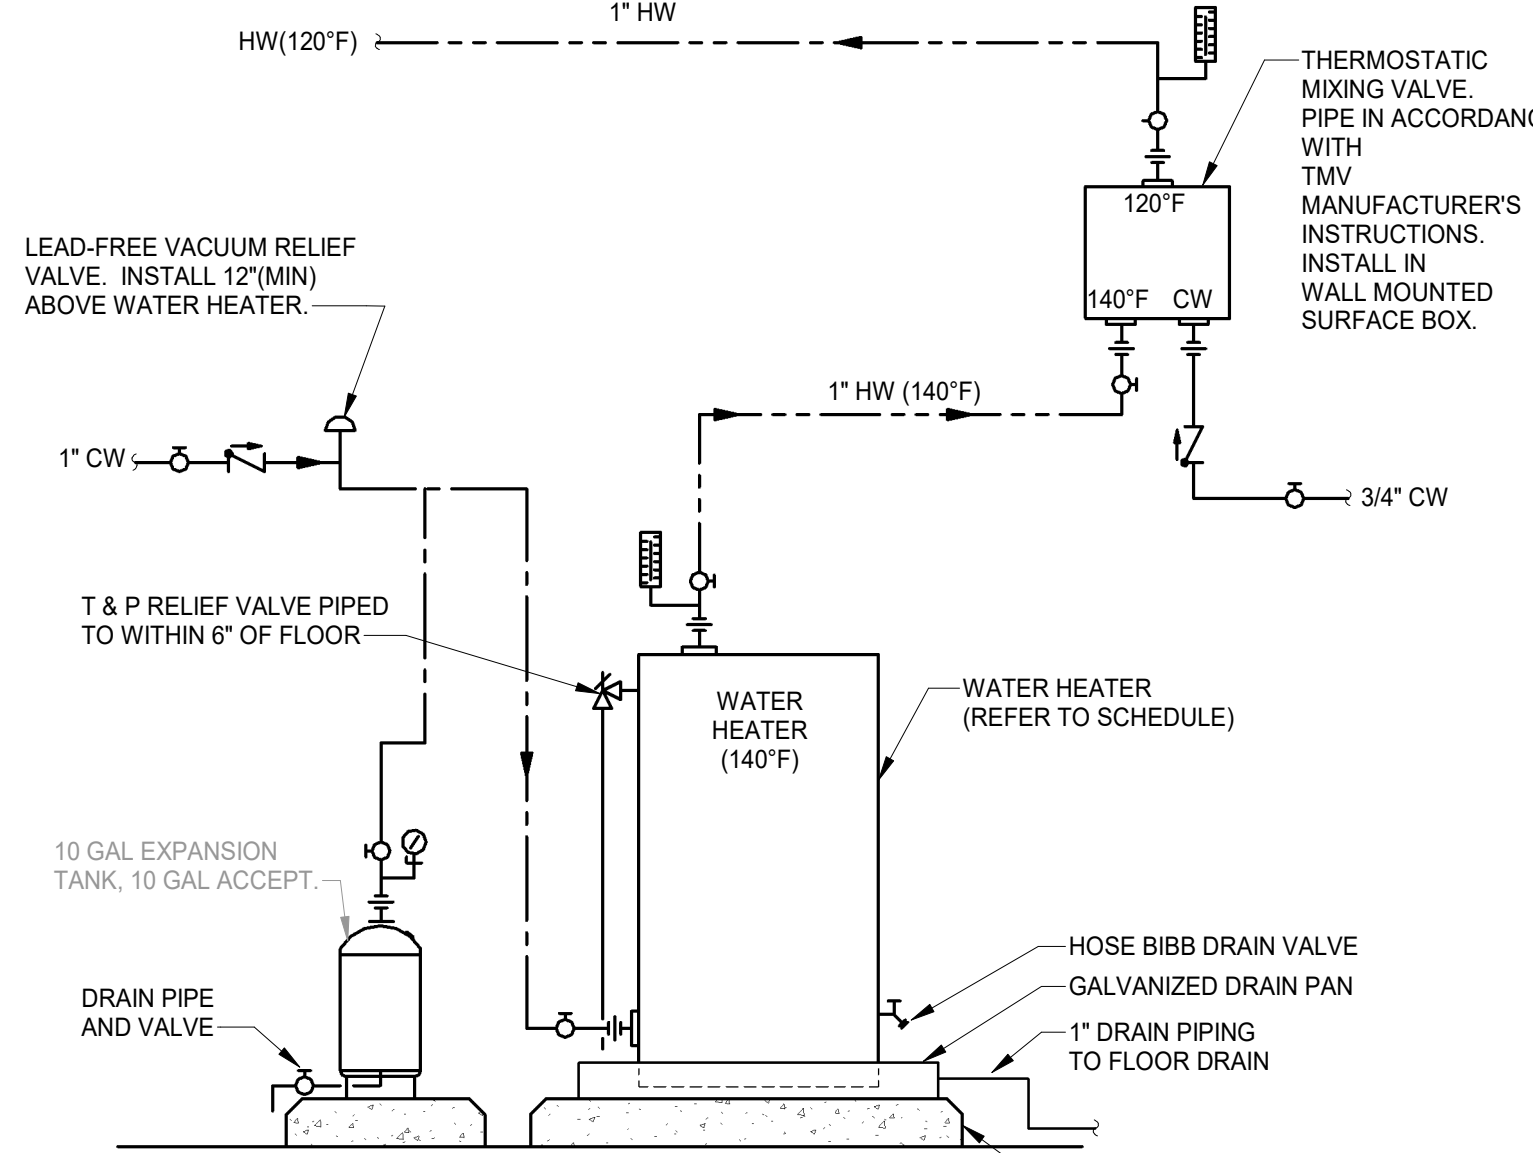 1" HW
HW(120°F)
THERMOSTATIC
MIXING VALVE.
PIPE IN ACCORDANC
WITH
TMV
MANUFACTURER'S
INSTRUCTIONS.
INSTALL IN
WALL MOUNTED
SURFACE BOX.
120°F
140°F CW
LEAD-FREE VACUUM RELIEF
VALVE. INSTALL 12"(MIN)
ABOVE WATER HEATER.
1" HW (140°F)
1" CW
3/4" CW
T & P RELIEF VALVE PIPED
TO WITHIN 6" OF FLOOR
WATER
HEATER
(140°F)
WATER HEATER
(REFER TO SCHEDULE)
10 GAL EXPANSION
TANK, 10 GAL ACCEPT.
DRAIN PIPE
AND VALVE
HOSE BIBB DRAIN VALVE
GALVANIZED DRAIN PAN
1" DRAIN PIPING
TO FLOOR DRAIN